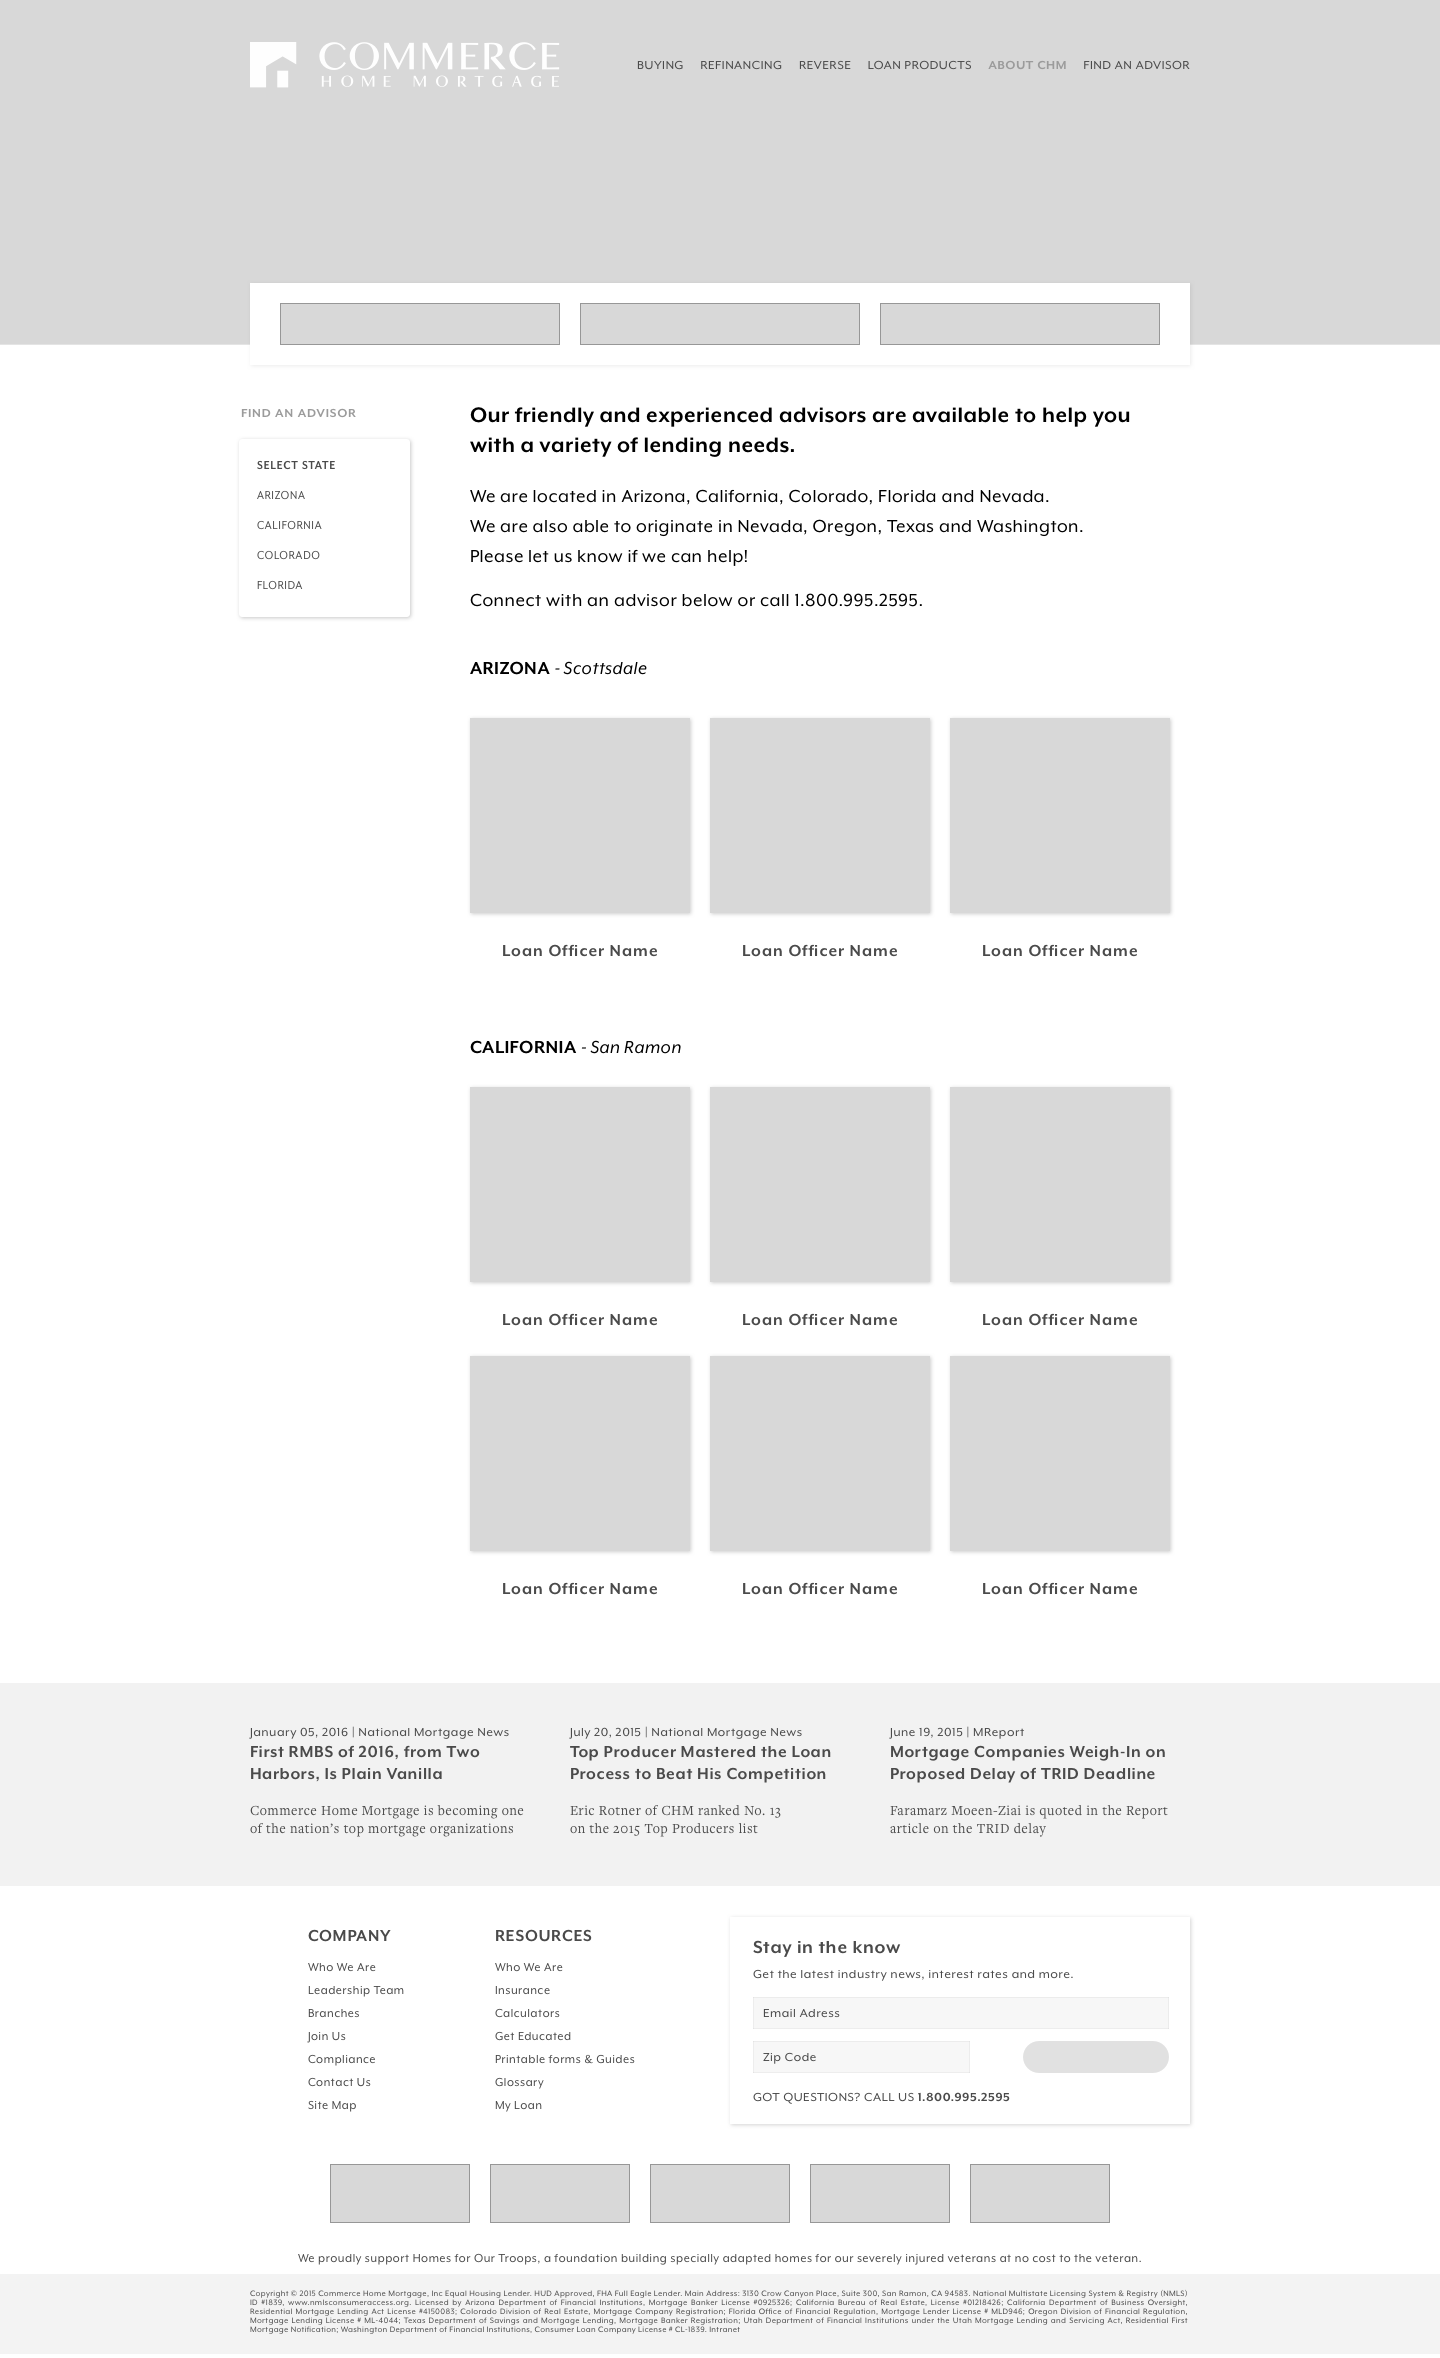 COMMERCE
HOME MORTGAGE
BUYING REFINANCING REVERSE LOAN PRODUCTS ABOUT CHM FIND AN ADVISOR
FIND AN ADVISOR
SELECT STATE
ARIZONA
CALIFORNIA
COLORADO
FLORIDA
Our friendly and experienced advisors are available to help you
with a variety of lending needs.
We are located in Arizona, California, Colorado, Florida and Nevada.
We are also able to originate in Nevada, Oregon, Texas and Washington.
Please let us know if we can help!
Connect with an advisor below or call 1.800.995.2595.
ARIZONA - Scottsdale
Loan Officer Name Loan Officer Name Loan Officer Name
CALIFORNIA - San Ramon
Loan Officer Name Loan Officer Name Loan Officer Name
Loan Officer Name Loan Officer Name Loan Officer Name
January 05, 2016 | National Mortgage News
First RMBS of 2016, from Two
Harbors, Is Plain Vanilla
Commerce Home Mortgage is becoming one
of the nation’s top mortgage organizations
July 20, 2015 | National Mortgage News
Top Producer Mastered the Loan
Process to Beat His Competition
Eric Rotner of CHM ranked No. 13
on the 2015 Top Producers list
June 19, 2015 | MReport
Mortgage Companies Weigh-In on
Proposed Delay of TRID Deadline
Faramarz Moeen-Ziai is quoted in the Report
article on the TRID delay
COMPANY
Who We Are
Leadership Team
Branches
Join Us
Compliance
Contact Us
Site Map
RESOURCES
Who We Are
Insurance
Calculators
Get Educated
Printable forms & Guides
Glossary
My Loan
Stay in the know
Get the latest industry news, interest rates and more.
Email Adress
Zip Code
GOT QUESTIONS? CALL US 1.800.995.2595
We proudly support Homes for Our Troops, a foundation building specially adapted homes for our severely injured veterans at no cost to the veteran.
Copyright © 2015 Commerce Home Mortgage, Inc Equal Housing Lender. HUD Approved, FHA Full Eagle Lender. Main Address: 3130 Crow Canyon Place, Suite 300, San Ramon, CA 94583. National Multistate Licensing System & Registry (NMLS)
ID #1839, www.nmlsconsumeraccess.org. Licensed by Arizona Department of Financial Institutions, Mortgage Banker License #0925326; California Bureau of Real Estate, License #01218426; California Department of Business Oversight,
Residential Mortgage Lending Act License #4150083; Colorado Division of Real Estate, Mortgage Company Registration; Florida Office of Financial Regulation, Mortgage Lender License # MLD946; Oregon Division of Financial Regulation,
Mortgage Lending License # ML-4044; Texas Department of Savings and Mortgage Lending, Mortgage Banker Registration; Utah Department of Financial Institutions under the Utah Mortgage Lending and Servicing Act, Residential First
Mortgage Notification; Washington Department of Financial Institutions, Consumer Loan Company License # CL-1839. Intranet